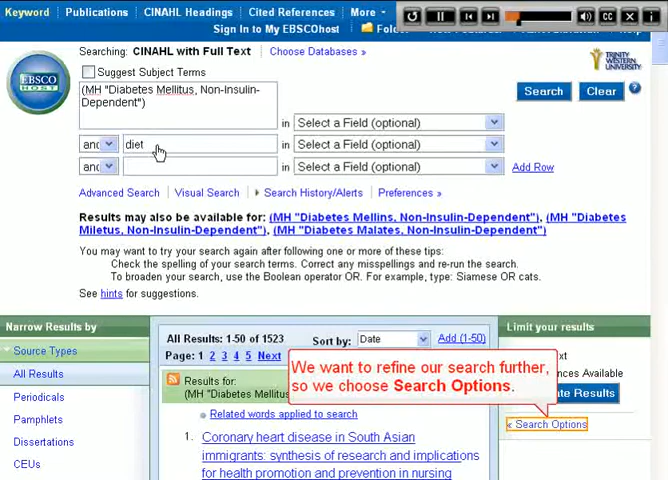 Keyword Publications CINAHL Headings Cited References More
CC
Sign In to My EBSCOhost
EBSCO HOST
Searching: CINAHL with Full Text Choose Databases »
TRINITY WESTERN UNIVERSITY
Suggest Subject Terms
(MH "Diabetes Mellitus, Non-Insulin-
Dependent")
Search Clear
in Select a Field (optional)
and diet in Select a Field (optional)
in Select a Field (optional) Add Row
Advanced Search Visual Search Search History/Alerts Preferences »
Results may also be available for: (MH "Diabetes Mellins, Non-Insulin-Dependent"), (MH "Diabetes
Miletus, Non-Insulin-Dependent"), (MH "Diabetes Malates, Non-Insulin-Dependent")
You may want to try your search again after following one or more of these tips:
Check the spelling of your search terms. Correct any misspellings and re-run the search.
To broaden your search, use the Boolean operator OR. For example, type: Siamese OR cats.
See hints for suggestions.
Narrow Results by
Source Types
All Results
Periodicals
Pamphlets
Dissertations
CEUs
All Results: 1-50 of 1523 Sort by: Date Add (1-50)
Page: 1 2 3 4 5 Next
Results for:
(MH "Diabetes Mellitus,
Related words applied to search
1. Coronary heart disease in South Asian
immigrants: synthesis of research and implications
for health promotion and prevention in nursing
Limit your results
Available
Results
« Search Options
We want to refine our search further,
so we choose Search Options.